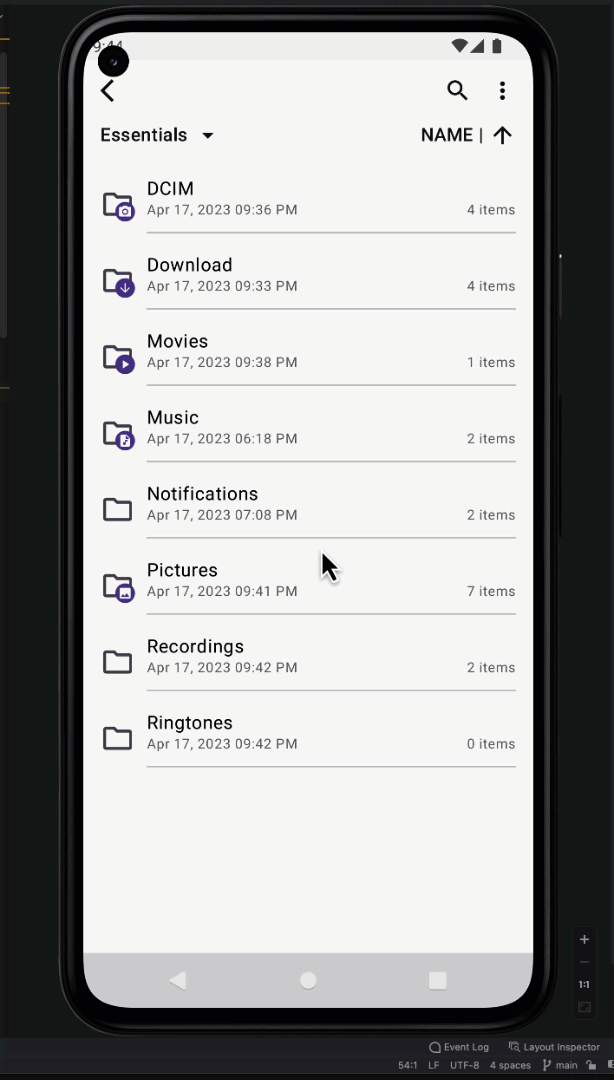 9:44
Essentials
NAME | ↑
DCIM
Apr 17, 2023 09:36 PM 4 items
Download
Apr 17, 2023 09:33 PM 4 items
Movies
Apr 17, 2023 09:38 PM 1 items
Music
Apr 17, 2023 06:18 PM 2 items
Notifications
Apr 17, 2023 07:08 PM 2 items
Pictures
Apr 17, 2023 09:41 PM 7 items
Recordings
Apr 17, 2023 09:42 PM 2 items
Ringtones
Apr 17, 2023 09:42 PM 0 items
1:1
Event Log Layout Inspector
54:1 LF UTF-8 4 spaces main